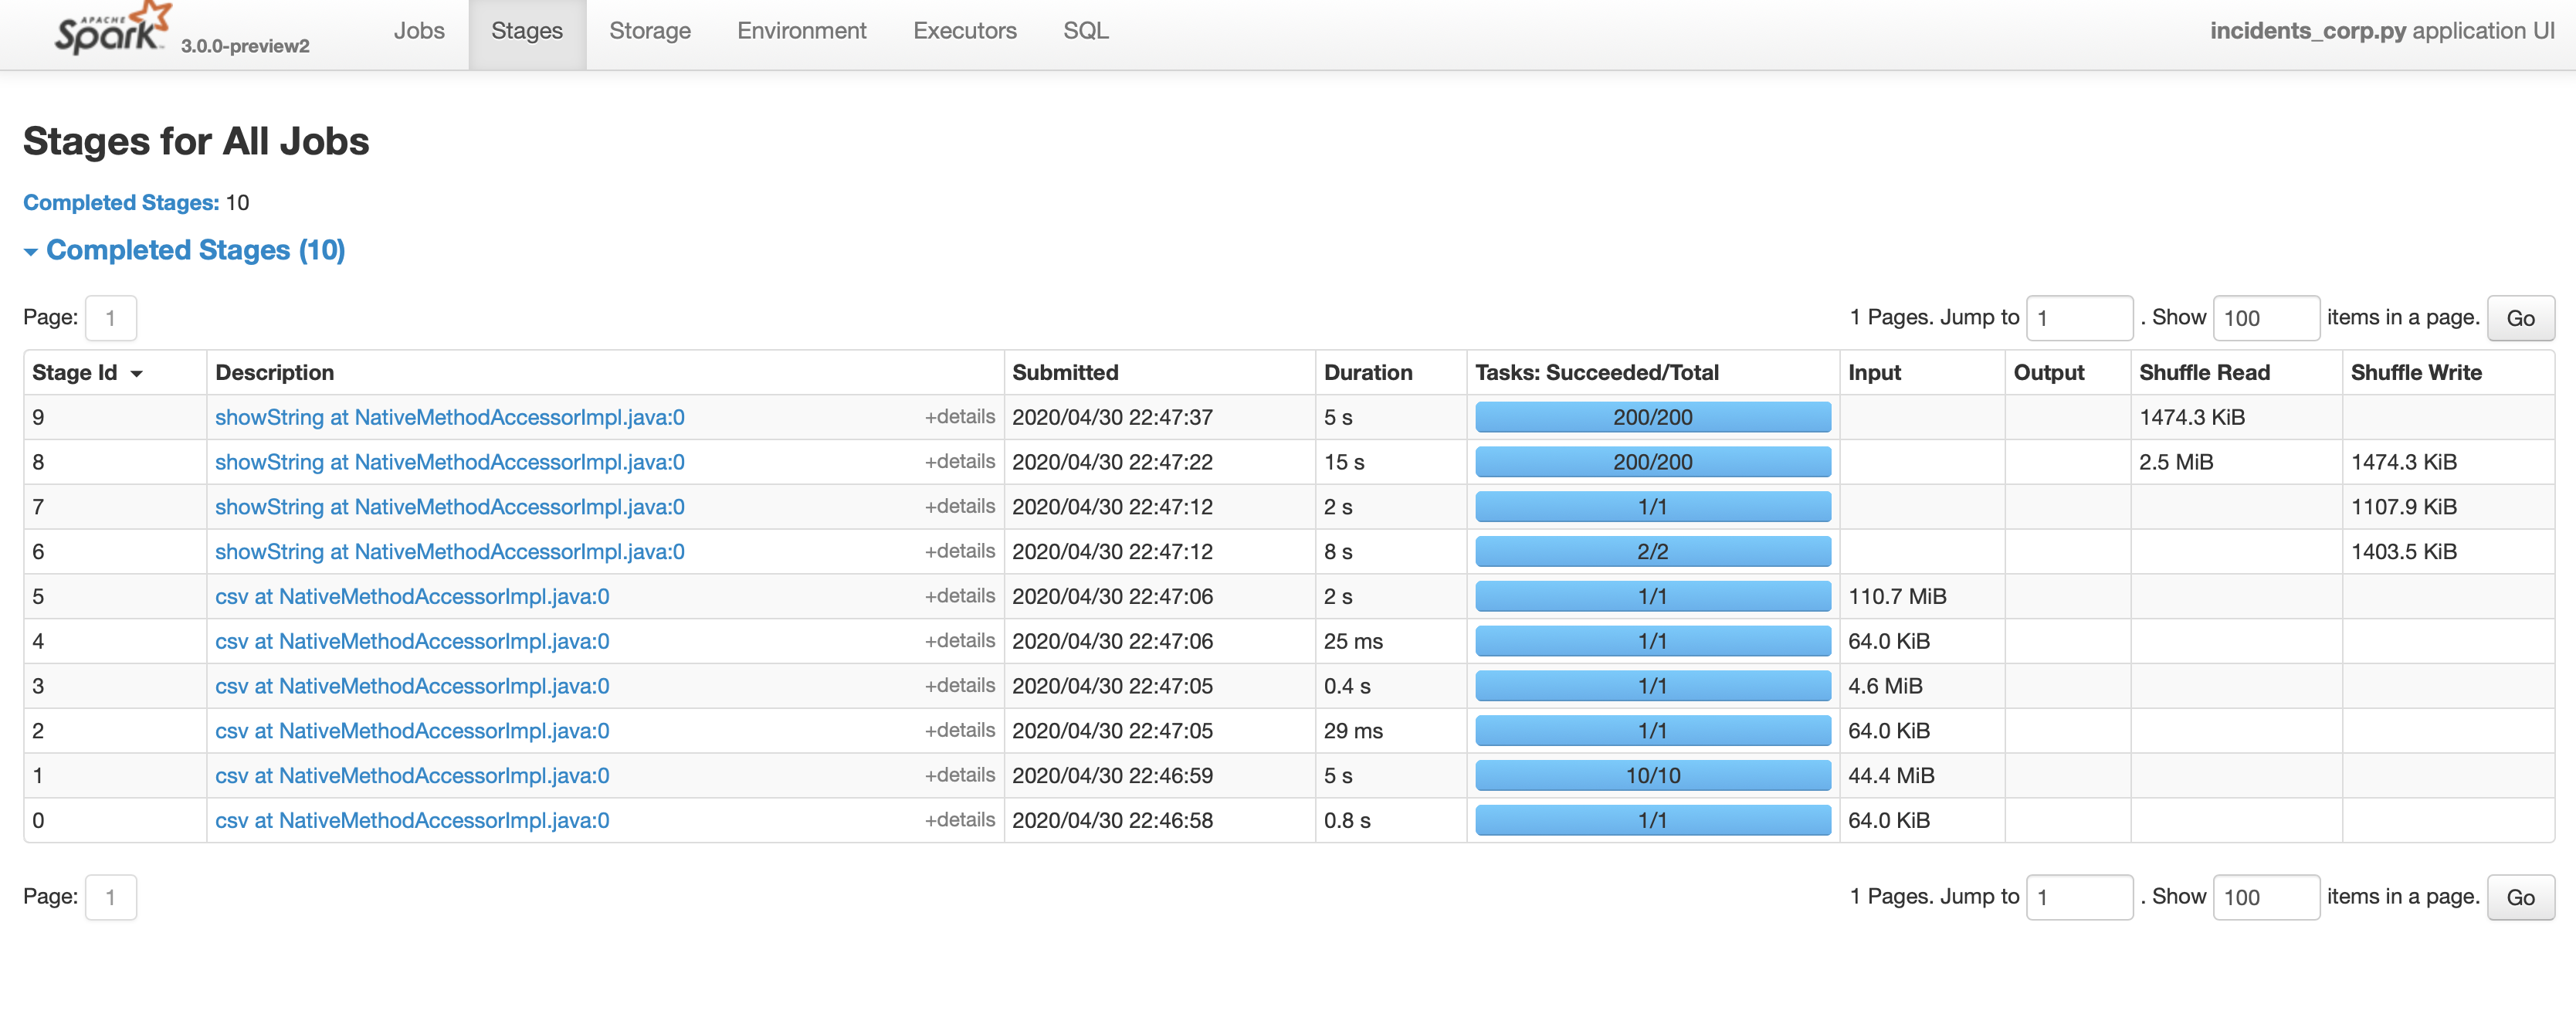 APACHE
Spark™ 3.0.0-preview2 Jobs Stages Storage Environment Executors SQL incidents_corp.py application UI
Stages for All Jobs
Completed Stages: 10
Completed Stages (10)
Page: 1 1 Pages. Jump to 1 . Show 100 items in a page. Go
Stage Id Description Submitted Duration Tasks: Succeeded/Total Input Output Shuffle Read Shuffle Write
9 showString at NativeMethodAccessorImpl.java:0 +details 2020/04/30 22:47:37 5 s 200/200 1474.3 KiB
8 showString at NativeMethodAccessorImpl.java:0 +details 2020/04/30 22:47:22 15 s 200/200 2.5 MiB 1474.3 KiB
7 showString at NativeMethodAccessorImpl.java:0 +details 2020/04/30 22:47:12 2 s 1/1 1107.9 KiB
6 showString at NativeMethodAccessorImpl.java:0 +details 2020/04/30 22:47:12 8 s 2/2 1403.5 KiB
5 csv at NativeMethodAccessorImpl.java:0 +details 2020/04/30 22:47:06 2 s 1/1 110.7 MiB
4 csv at NativeMethodAccessorImpl.java:0 +details 2020/04/30 22:47:06 25 ms 1/1 64.0 KiB
3 csv at NativeMethodAccessorImpl.java:0 +details 2020/04/30 22:47:05 0.4 s 1/1 4.6 MiB
2 csv at NativeMethodAccessorImpl.java:0 +details 2020/04/30 22:47:05 29 ms 1/1 64.0 KiB
1 csv at NativeMethodAccessorImpl.java:0 +details 2020/04/30 22:46:59 5 s 10/10 44.4 MiB
0 csv at NativeMethodAccessorImpl.java:0 +details 2020/04/30 22:46:58 0.8 s 1/1 64.0 KiB
Page: 1 1 Pages. Jump to 1 . Show 100 items in a page. Go